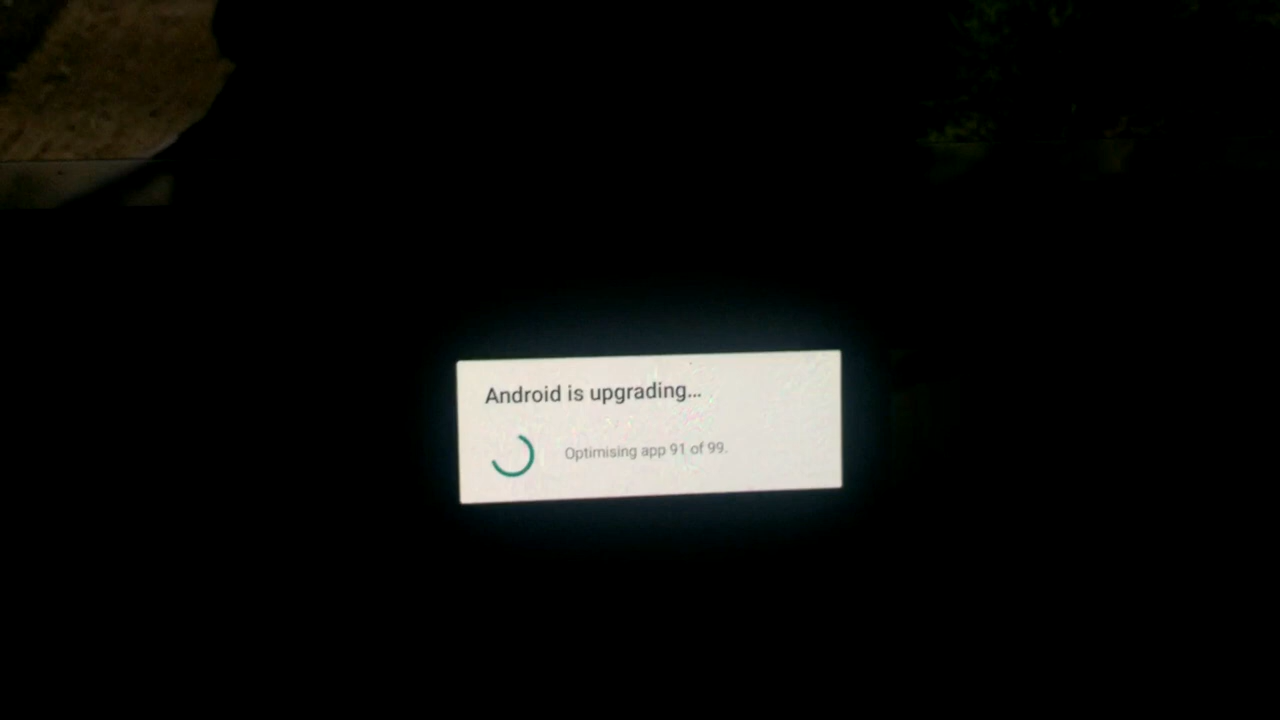 Android is upgrading...
Optimising app 91 of 99.